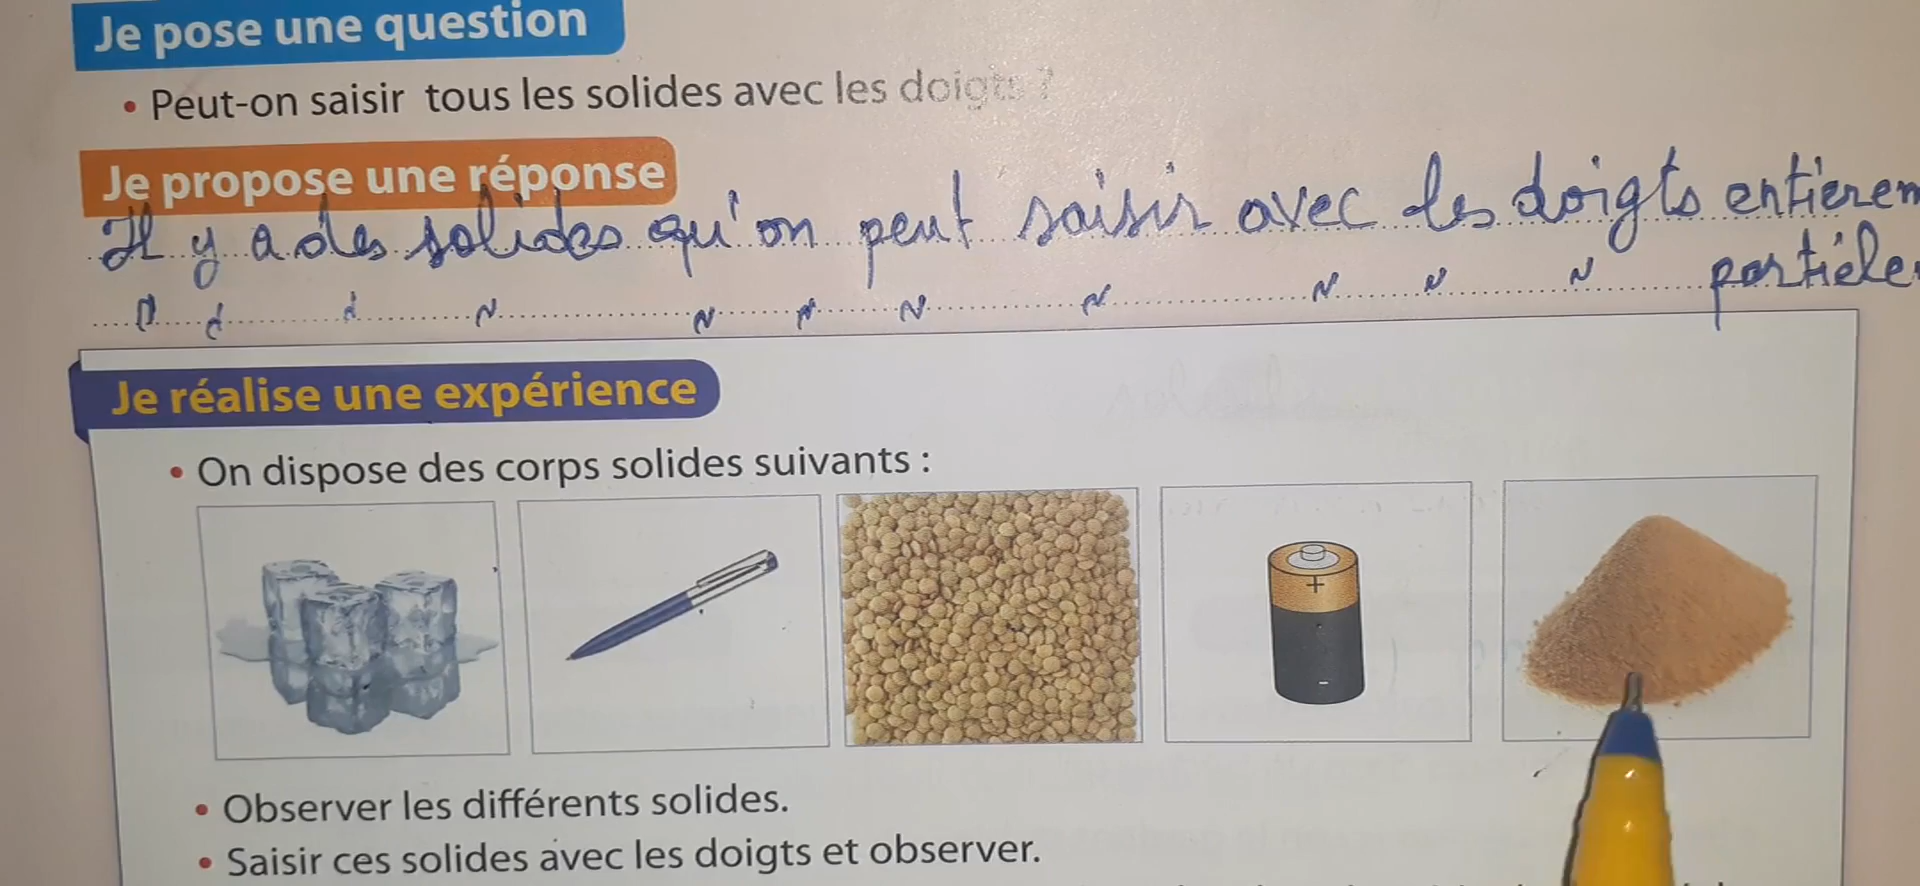 Je pose une question
• Peut-on saisir tous les solides avec les doigts ?
Je propose une réponse
Il y a des solides qu'on peut saisir avec les doigts entièrem
〃 〃 〃 〃 〃 〃 〃 〃 〃 〃 〃 partièle
Je réalise une expérience
• On dispose des corps solides suivants :
+
-
• Observer les différents solides.
• Saisir ces solides avec les doigts et observer.